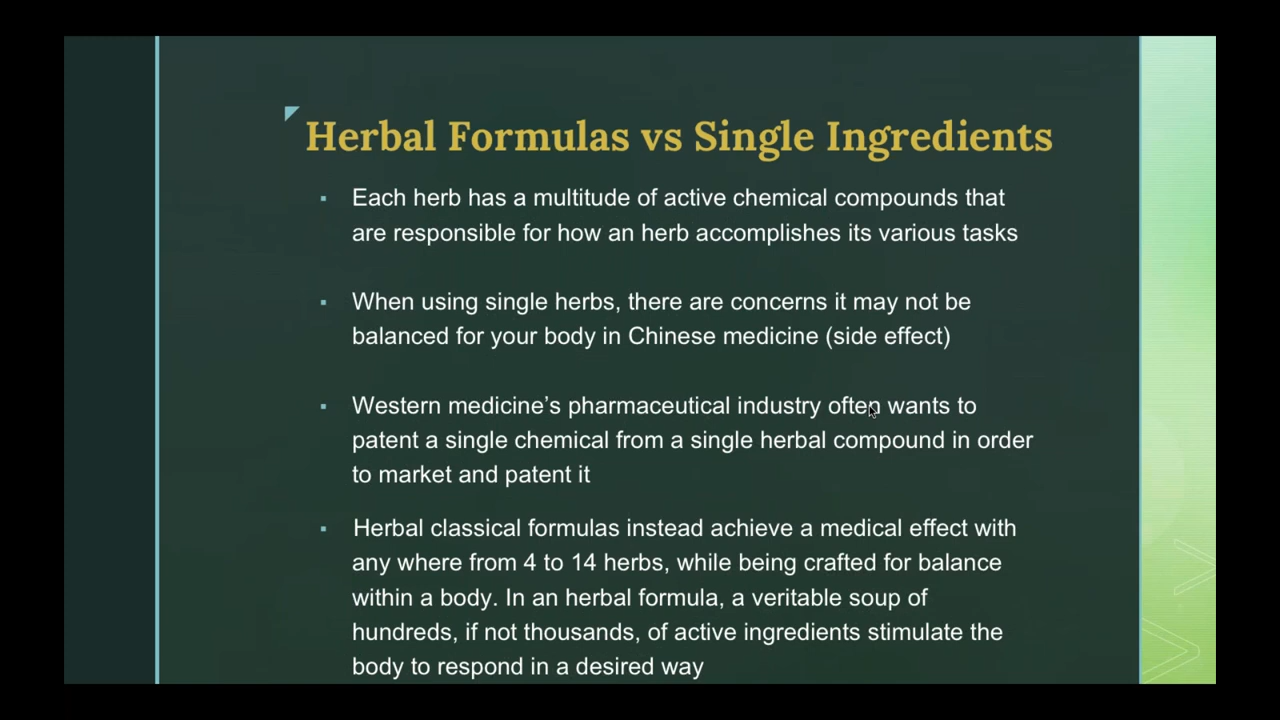 Herbal Formulas vs Single Ingredients
Each herb has a multitude of active chemical compounds that
are responsible for how an herb accomplishes its various tasks
When using single herbs, there are concerns it may not be
balanced for your body in Chinese medicine (side effect)
Western medicine’s pharmaceutical industry often wants to
patent a single chemical from a single herbal compound in order
to market and patent it
Herbal classical formulas instead achieve a medical effect with
any where from 4 to 14 herbs, while being crafted for balance
within a body. In an herbal formula, a veritable soup of
hundreds, if not thousands, of active ingredients stimulate the
body to respond in a desired way